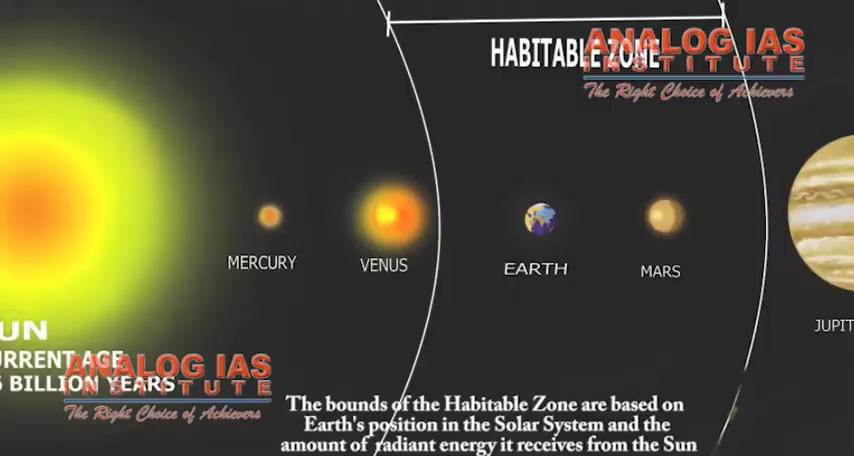 HABITABLE ZONE
ANALOG IAS
INSTITUTE
The Right Choice of Achievers
MERCURY
VENUS
EARTH
MARS
JUPIT
UN
URRENT AGE
BILLION YEARS
ANALOG IAS
INSTITUTE
The Right Choice of Achievers
The bounds of the Habitable Zone are based on
Earth's position in the Solar System and the
amount of radiant energy it receives from the Sun